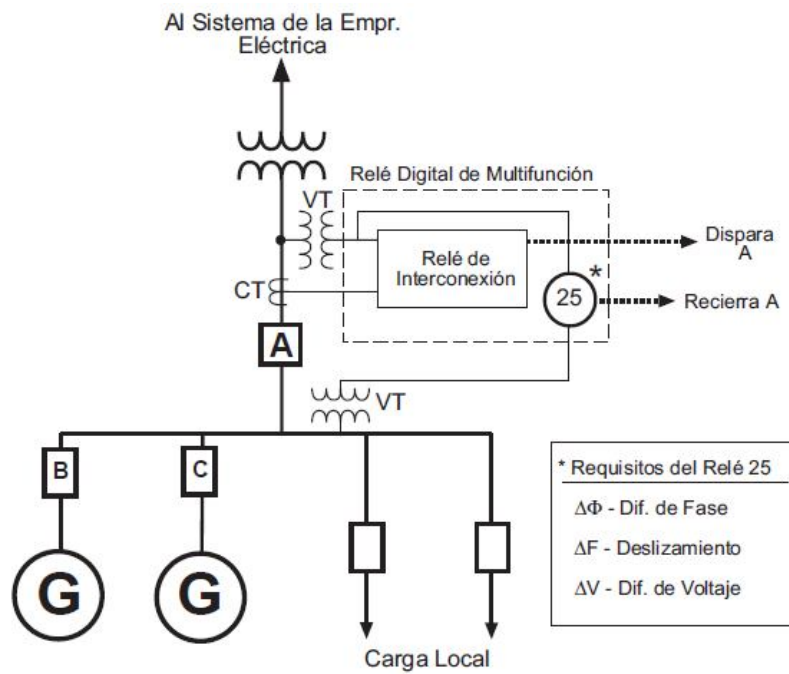 Al Sistema de la Empr.
Eléctrica
Relé Digital de Multifunción
VT
Relé de
Interconexión
Dispara
A
*
25
Recierra A
CT
A
VT
B
C
G
G
Carga Local
* Requisitos del Relé 25
ΔΦ - Dif. de Fase
ΔF - Deslizamiento
ΔV - Dif. de Voltaje